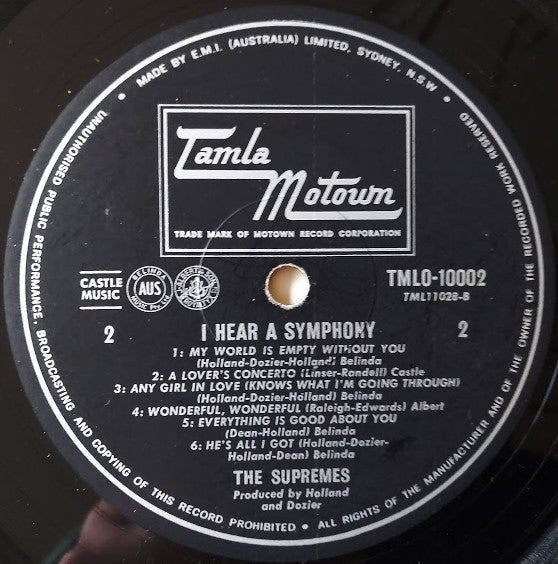 MADE BY E.M.I. (AUSTRALIA) LIMITED, SYDNEY, N.S.W •
Tamla
Motown
TRADE MARK OF MOTOWN RECORD CORPORATION
CASTLE
MUSIC
BELINDA
AUS
MUSIC Pty. Ltd.
TMLO-10002
TML11028-B
2
I HEAR A SYMPHONY
2
1: MY WORLD IS EMPTY WITHOUT YOU
(Holland-Dozier-Holland) Belinda
2: A LOVER'S CONCERTO (Linser-Randell) Castle
3: ANY GIRL IN LOVE (KNOWS WHAT I'M GOING THROUGH)
(Holland-Dozier-Holland) Belinda
4: WONDERFUL, WONDERFUL (Raleigh-Edwards) Albert
5: EVERYTHING IS GOOD ABOUT YOU
(Dean-Holland) Belinda
6: HE'S ALL I GOT (Holland-Dozier-
Holland-Dean) Belinda
THE SUPREMES
Produced by Holland
and Dozier
UNAUTHORISED PUBLIC PERFORMANCE, BROADCASTING AND COPYING OF THIS RECORD PROHIBITED • ALL RIGHTS OF THE MANUFACTURER AND OF THE OWNER OF THE RECORDED WORK RESERVED